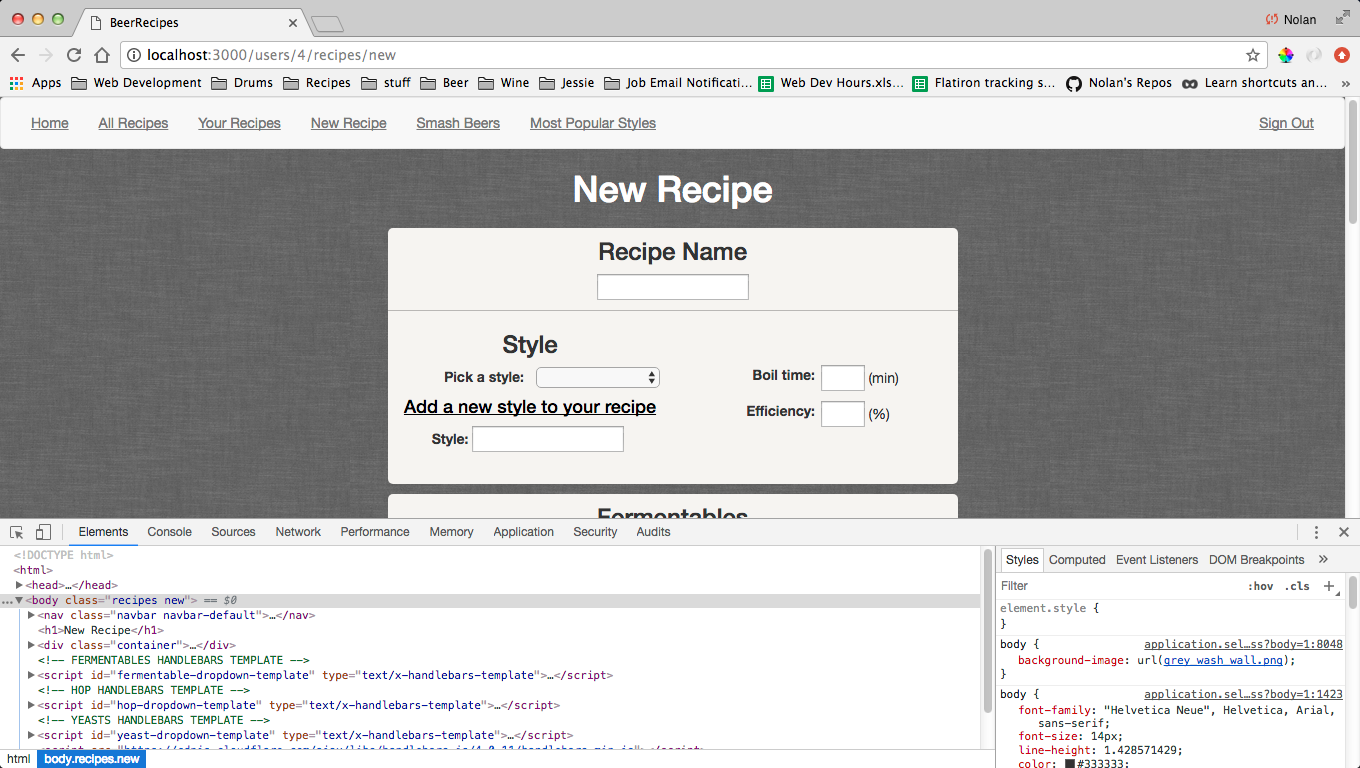 BeerRecipes
Nolan
localhost:3000/users/4/recipes/new
Apps Web Development Drums Recipes stuff Beer Wine Jessie Job Email Notificati... Web Dev Hours.xls... Flatiron tracking s... Nolan's Repos Learn shortcuts an... »
Home All Recipes Your Recipes New Recipe Smash Beers Most Popular Styles Sign Out
New Recipe
Recipe Name
Style
Pick a style:
Add a new style to your recipe
Style:
Boil time: (min)
Efficiency: (%)
Fermentables
Elements Console Sources Network Performance Memory Application Security Audits
<!DOCTYPE html>
<html>
<head>…</head>
<body class="recipes new"> == $0
<nav class="navbar navbar-default">…</nav>
<h1>New Recipe</h1>
<div class="container">…</div>
<!-- FERMENTABLES HANDLEBARS TEMPLATE -->
<script id="fermentable-dropdown-template" type="text/x-handlebars-template">…</script>
<!-- HOP HANDLEBARS TEMPLATE -->
<script id="hop-dropdown-template" type="text/x-handlebars-template">…</script>
<!-- YEASTS HANDLEBARS TEMPLATE -->
<script id="yeast-dropdown-template" type="text/x-handlebars-template">…</script>
html body.recipes.new
Styles Computed Event Listeners DOM Breakpoints »
Filter :hov .cls +
element.style {
}
body { application.sel…ss?body=1:8048
background-image: url(grey_wash_wall.png);
}
body { application.sel…ss?body=1:1423
font-family: "Helvetica Neue", Helvetica, Arial,
sans-serif;
font-size: 14px;
line-height: 1.428571429;
color: #333333;